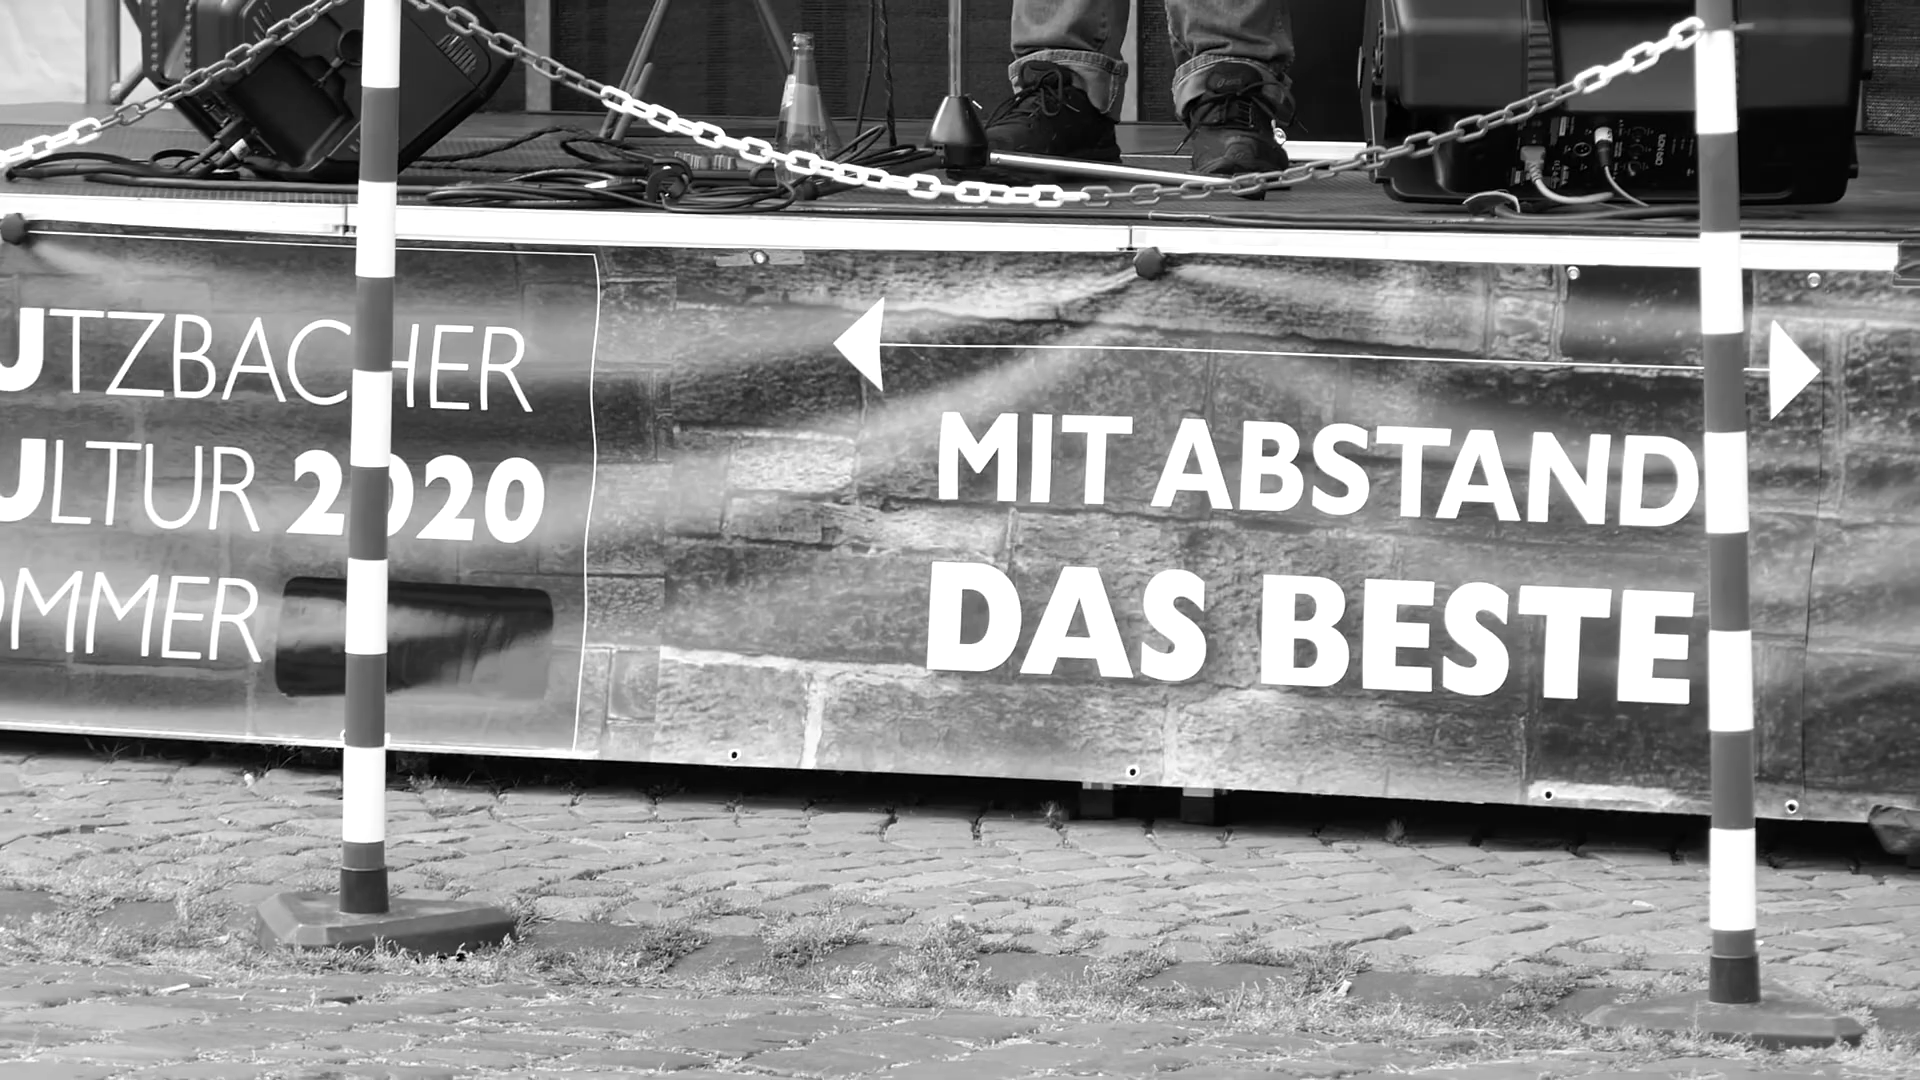 UTZBACHER
ULTUR 2020
OMMER
MIT ABSTAND
DAS BESTE